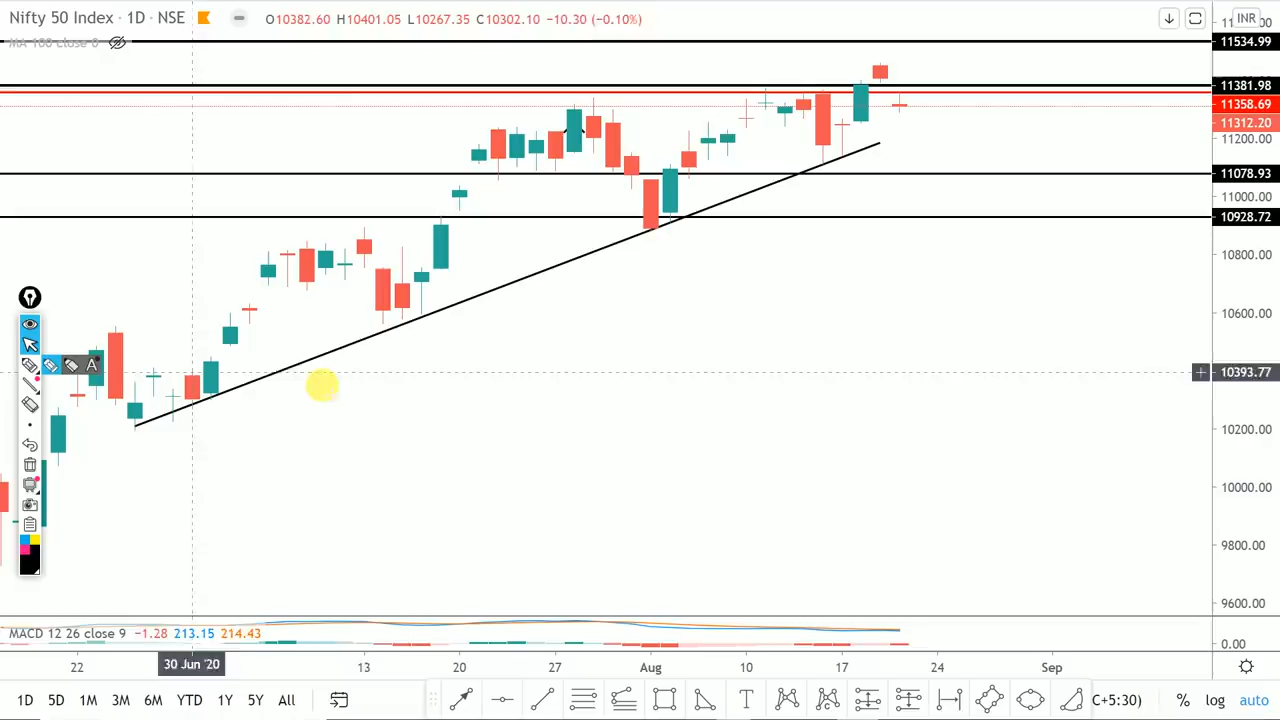 Nifty 50 Index · 1D · NSE O10382.60 H10401.05 L10267.35 C10302.10 −10.30 (−0.10%) INR
MA 100 close 0
11534.99
11381.98
11358.69
11312.20
11200.00
11078.93
11000.00
10928.72
10800.00
10600.00
A
10393.77
10200.00
10000.00
9800.00
9600.00
MACD 12 26 close 9 −1.28 213.15 214.43
0.00
22 30 Jun '20 13 20 27 Aug 10 17 24 Sep
1D 5D 1M 3M 6M YTD 1Y 5Y All T C+5:30) % log auto